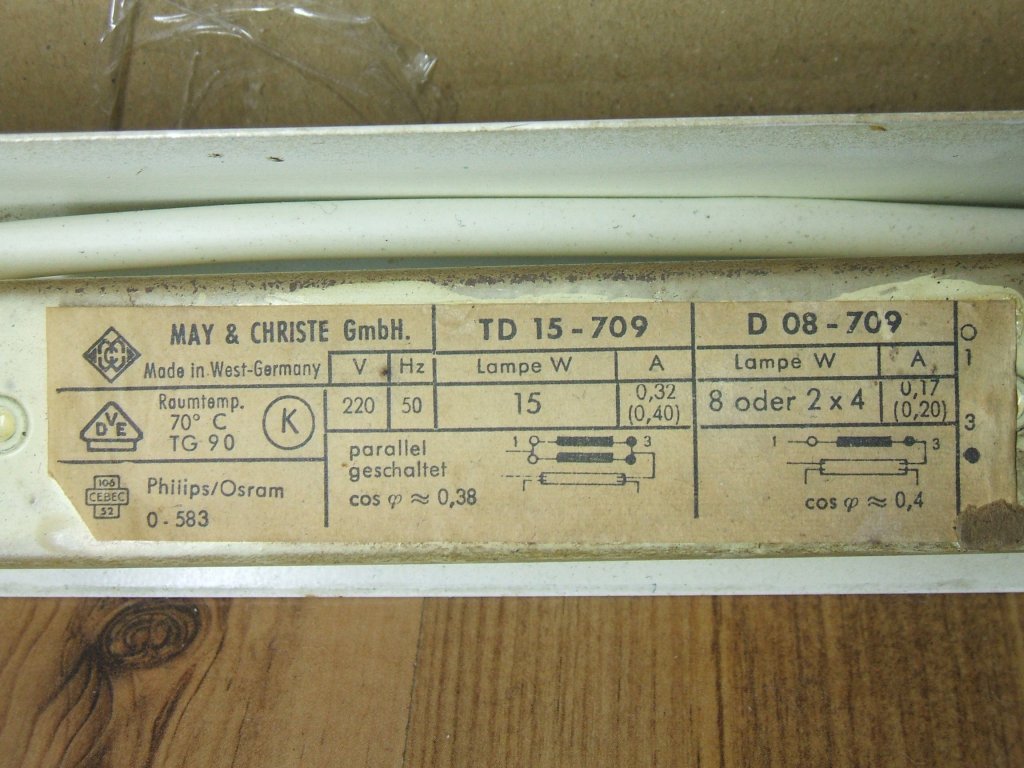 MAY & CHRISTE GmbH.
Made in West-Germany
V
Hz
220
50
Raumtemp.
70° C
TG 90
K
VDE
106
CEBEC
52
Philips/Osram
0-583
TD 15-709
Lampe W
A
15
0,32
(0,40)
parallel
geschaltet
cos φ ≈ 0,38
1
3
D 08-709
Lampe W
A
8 oder 2 x 4
0,17
(0,20)
1
3
cos φ ≈ 0,4
1
3